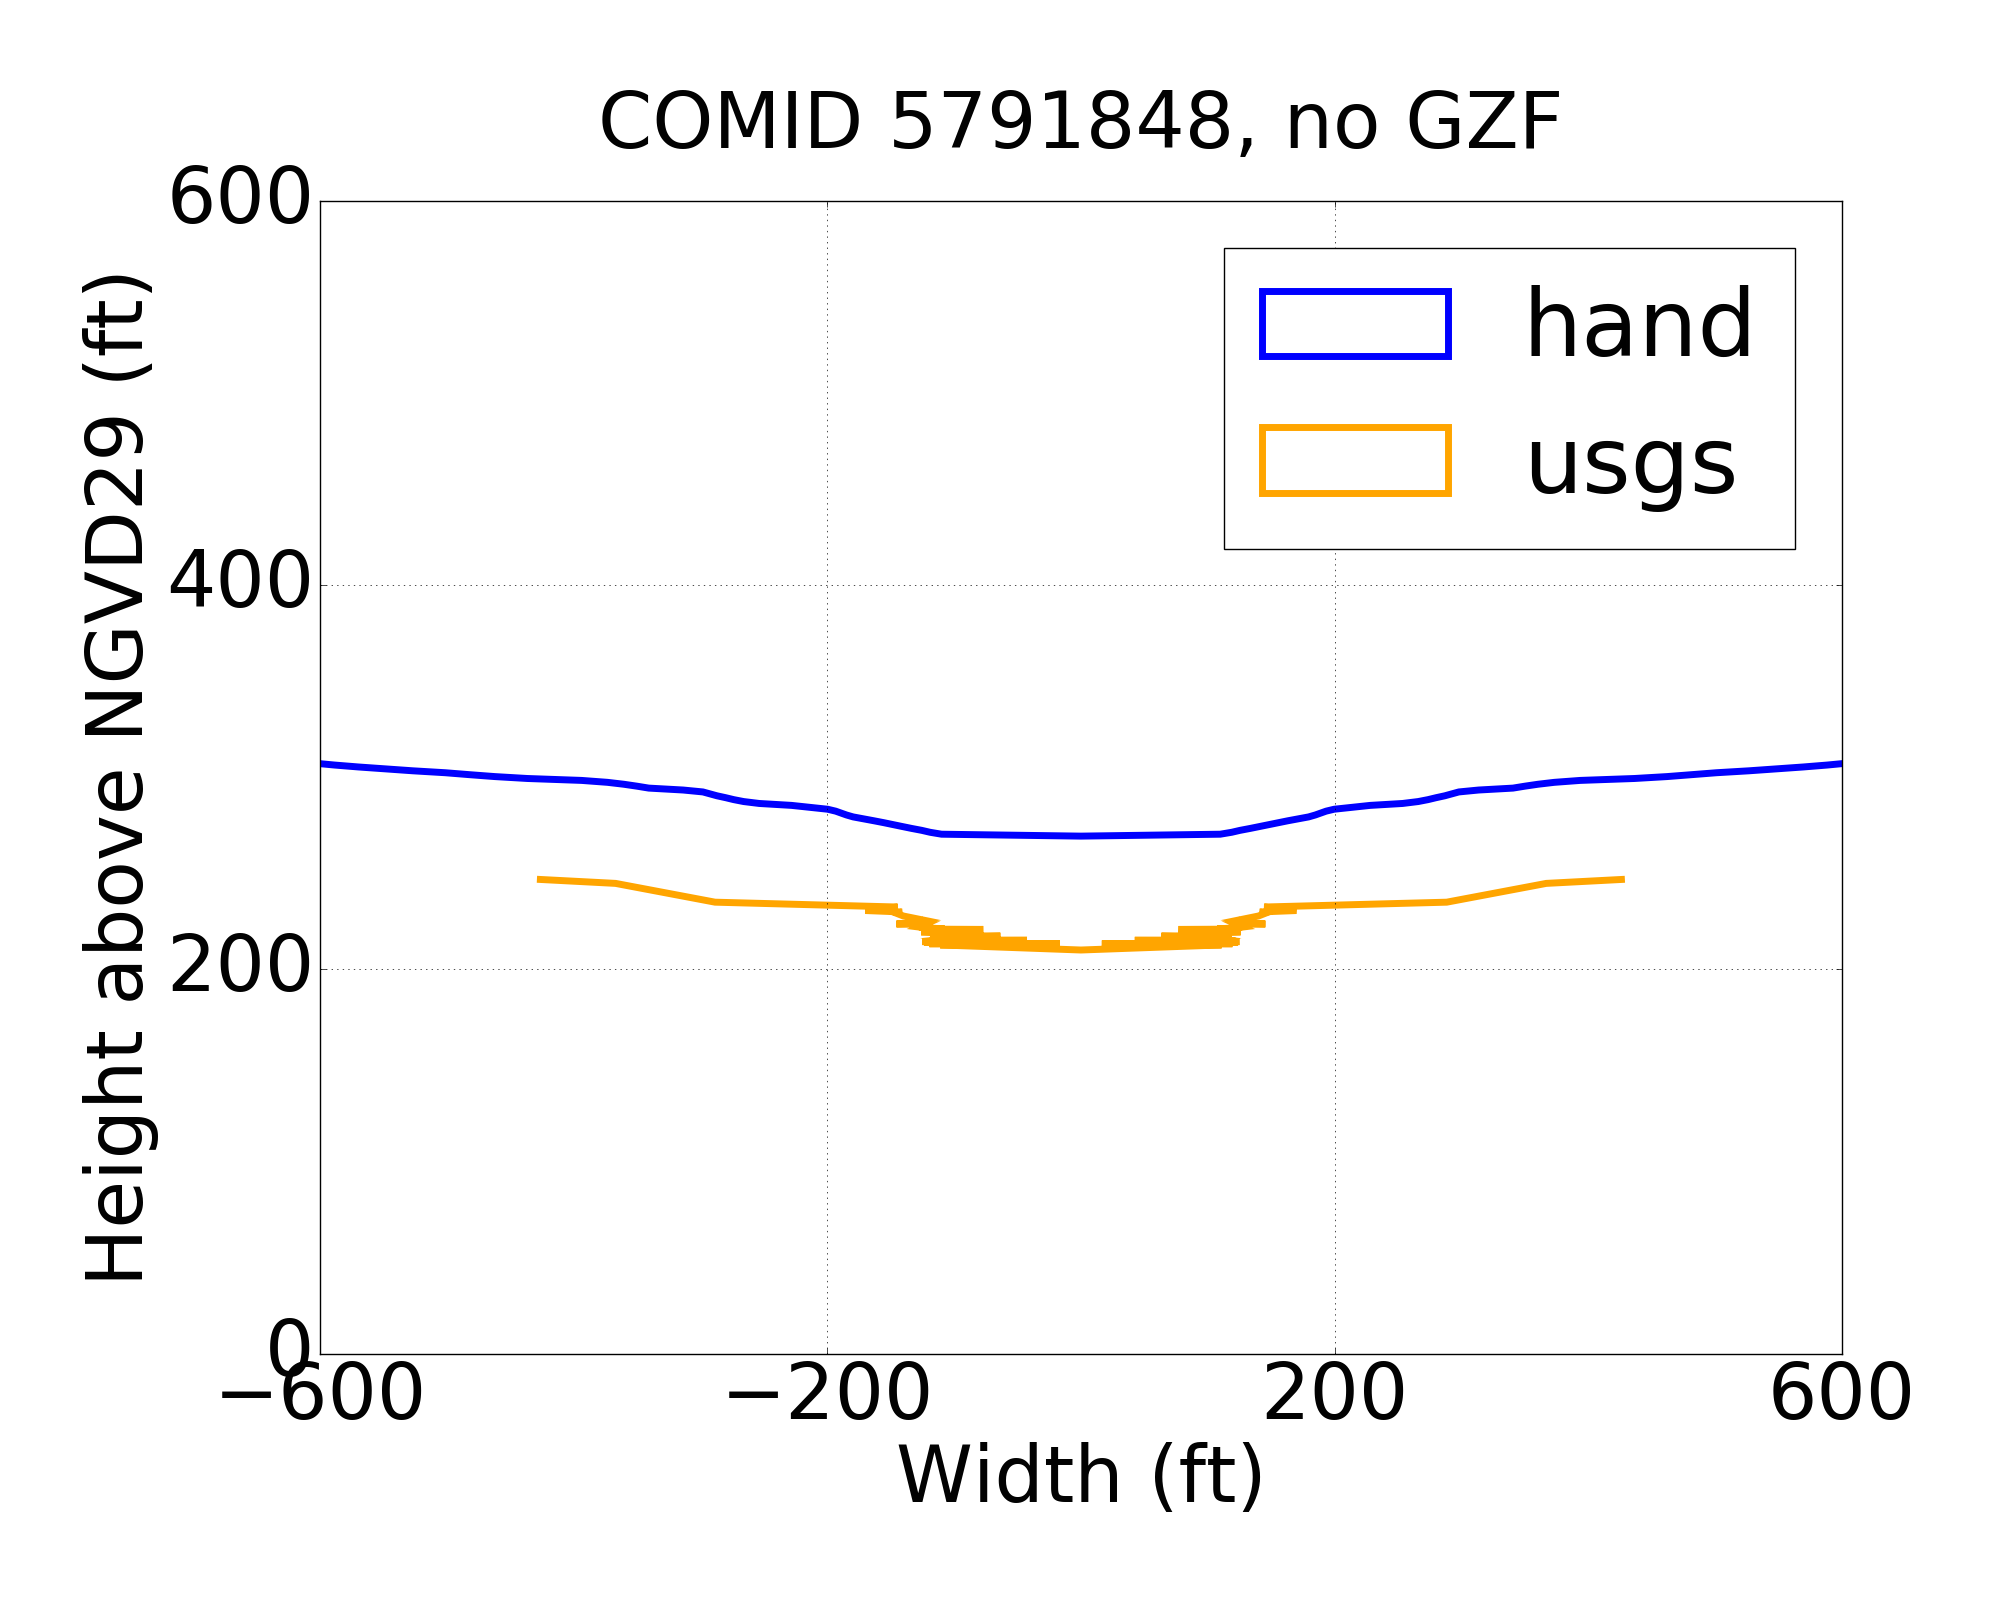 COMID 5791848, no GZF
600
400
200
0
Height above NGVD29 (ft)
hand
usgs
−600 −200 200 600
Width (ft)